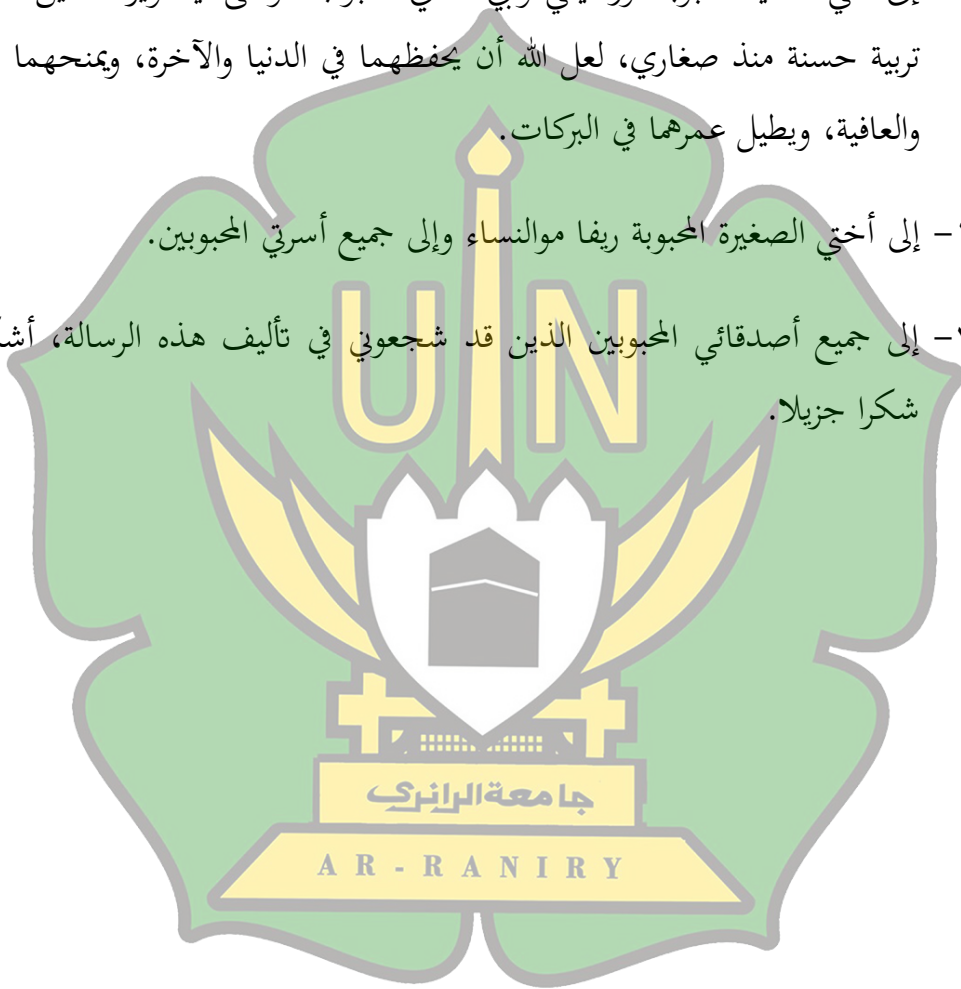 تربية حسنة منذ صغاري، لعل الله أن يحفظهما في الدنيا والآخرة، ويمنحهما
والعافية، ويطيل عمرهما في البركات.
- إلى أختي الصغيرة المحبوبة ريفا موالنساء وإلى جميع أسرتي المحبوبين.
- إلى جميع أصدقائي المحبوبين الذين قد شجعوني في تأليف هذه الرسالة،
شكرا جزيلا.
UIN
جامعة الرانري
AR-RANIRY